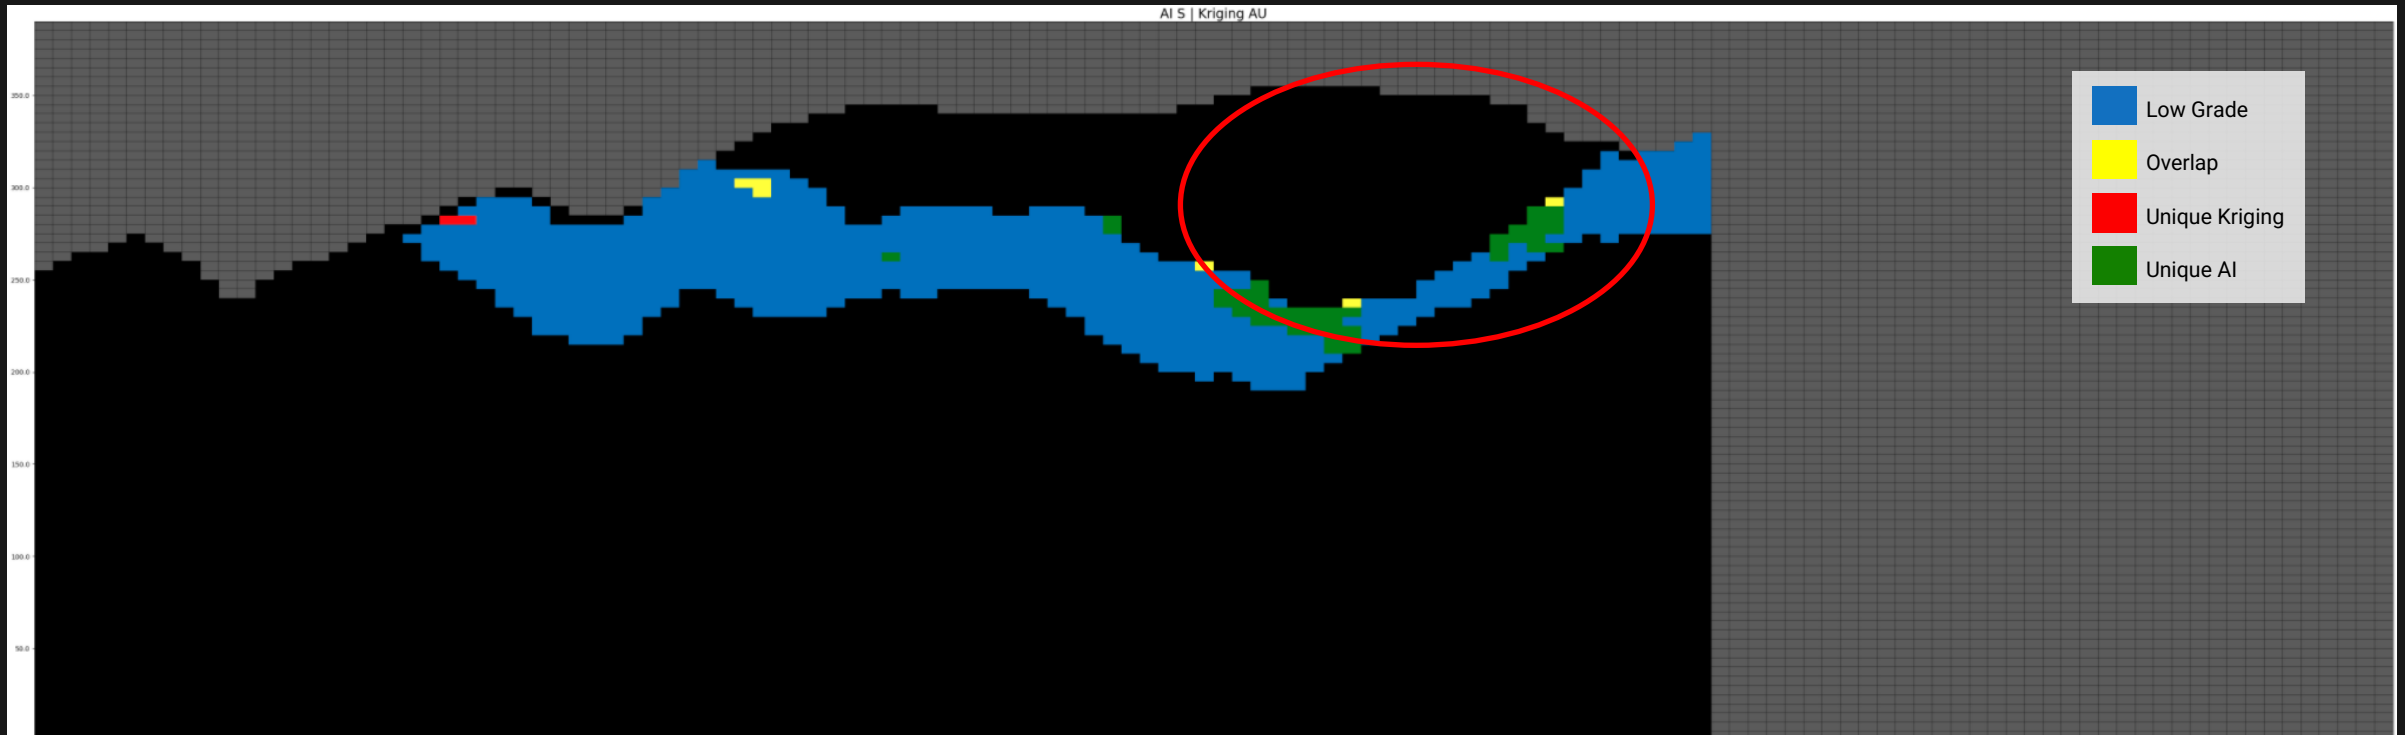 AI S | Kriging AU
350.0
300.0
250.0
200.0
150.0
100.0
50.0
Low Grade
Overlap
Unique Kriging
Unique AI